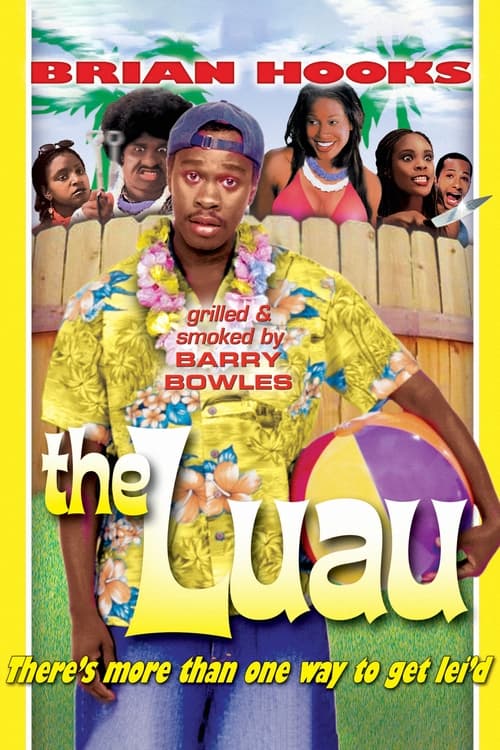 BRIAN HOOKS
grilled &
smoked by
BARRY
BOWLES
the Luau
There's more than one way to get lei'd